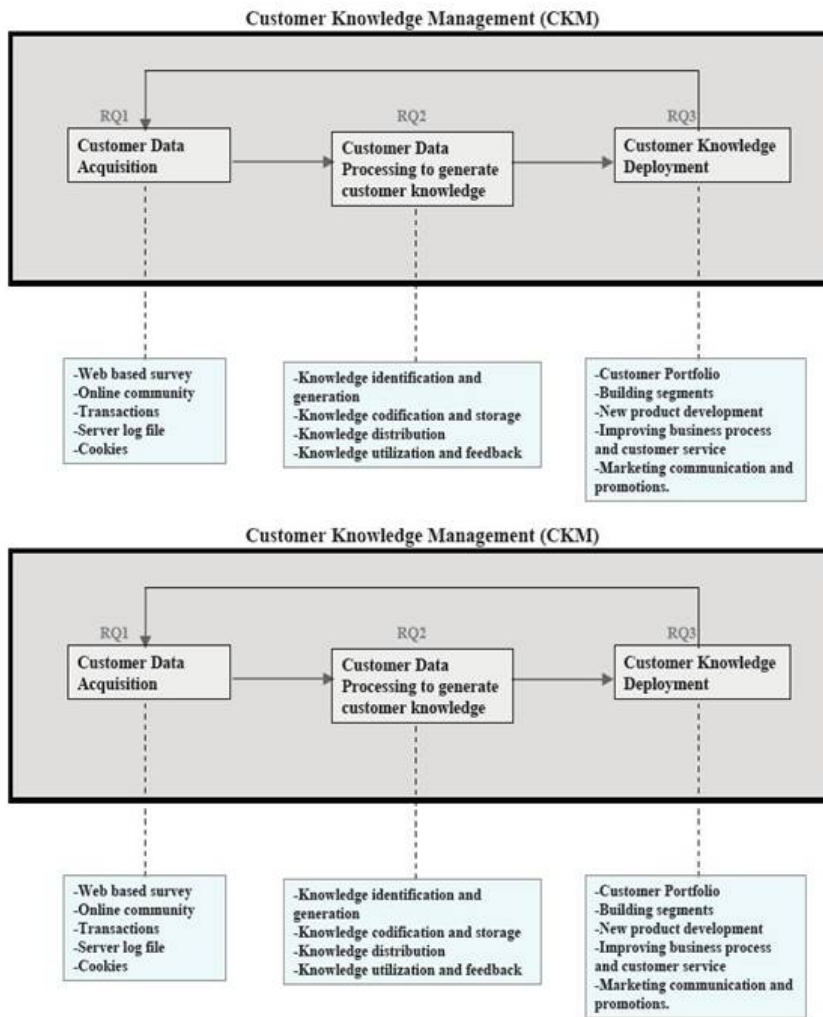 Customer Knowledge Management (CKM)
RQ1
RQ2
RQ3
Customer Data
Acquisition
Customer Data
Processing to generate
customer knowledge
Customer Knowledge
Deployment
-Web based survey
-Online community
-Transactions
-Server log file
-Cookies
-Knowledge identification and
generation
-Knowledge codification and storage
-Knowledge distribution
-Knowledge utilization and feedback
-Customer Portfolio
-Building segments
-New product development
-Improving business process
and customer service
-Marketing communication and
promotions.
Customer Knowledge Management (CKM)
RQ1
RQ2
RQ3
Customer Data
Acquisition
Customer Data
Processing to generate
customer knowledge
Customer Knowledge
Deployment
-Web based survey
-Online community
-Transactions
-Server log file
-Cookies
-Knowledge identification and
generation
-Knowledge codification and storage
-Knowledge distribution
-Knowledge utilization and feedback
-Customer Portfolio
-Building segments
-New product development
-Improving business process
and customer service
-Marketing communication and
promotions.